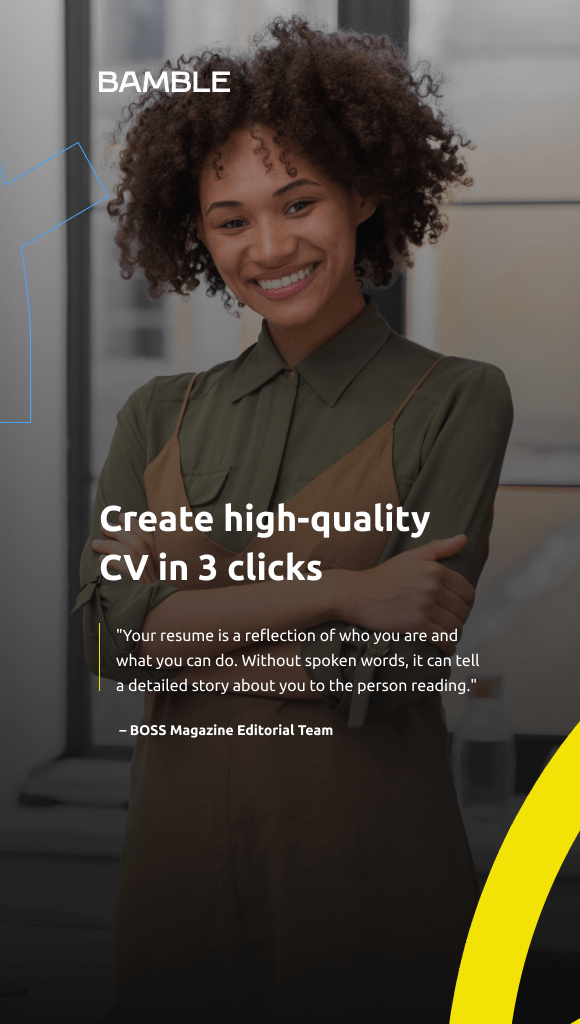 BAMBLE
Create high-quality
CV in 3 clicks
"Your resume is a reflection of who you are and
what you can do. Without spoken words, it can tell
a detailed story about you to the person reading."
– BOSS Magazine Editorial Team